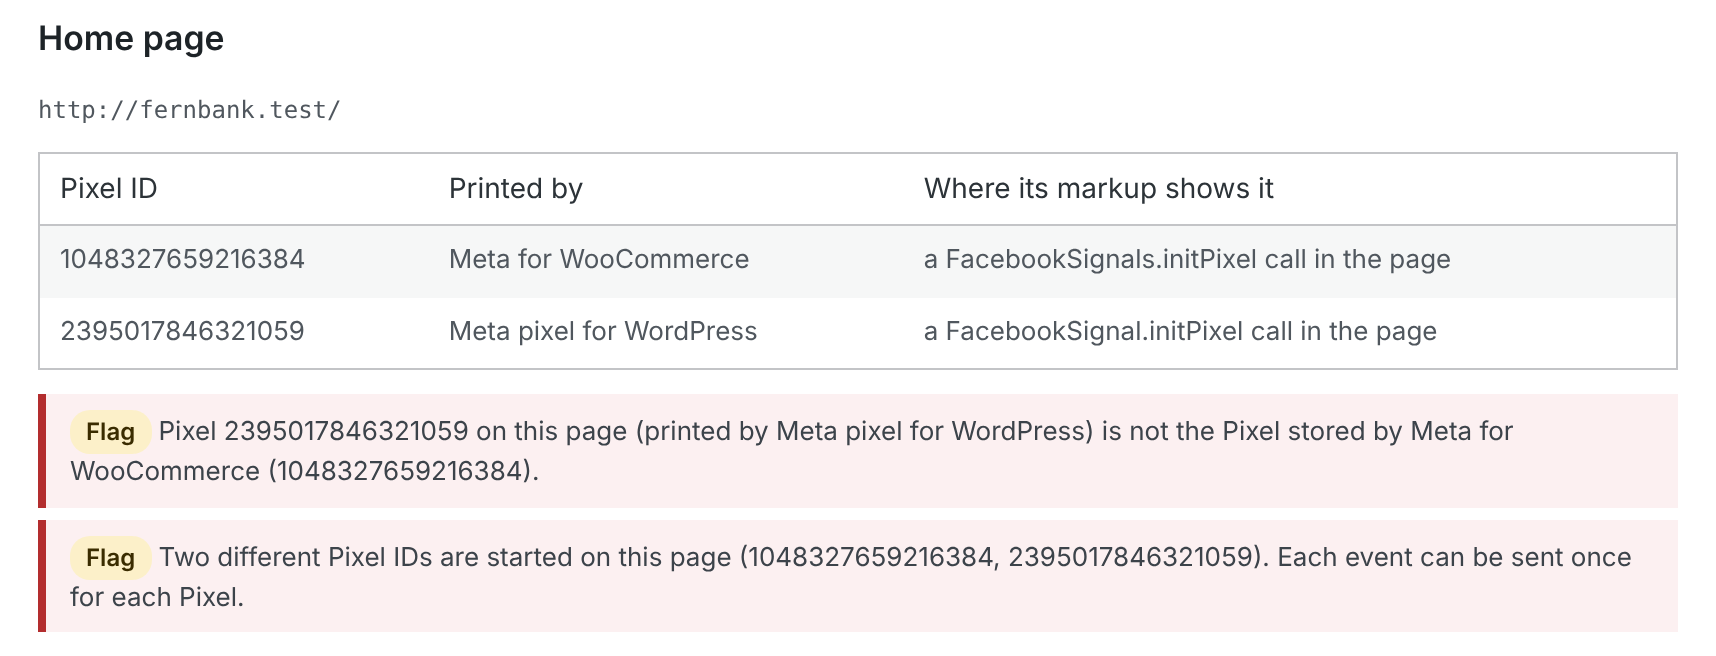 Home page
http://fernbank.test/
Pixel ID Printed by Where its markup shows it
1048327659216384 Meta for WooCommerce a FacebookSignals.initPixel call in the page
2395017846321059 Meta pixel for WordPress a FacebookSignal.initPixel call in the page
Flag Pixel 2395017846321059 on this page (printed by Meta pixel for WordPress) is not the Pixel stored by Meta for
WooCommerce (1048327659216384).
Flag Two different Pixel IDs are started on this page (1048327659216384, 2395017846321059). Each event can be sent once
for each Pixel.